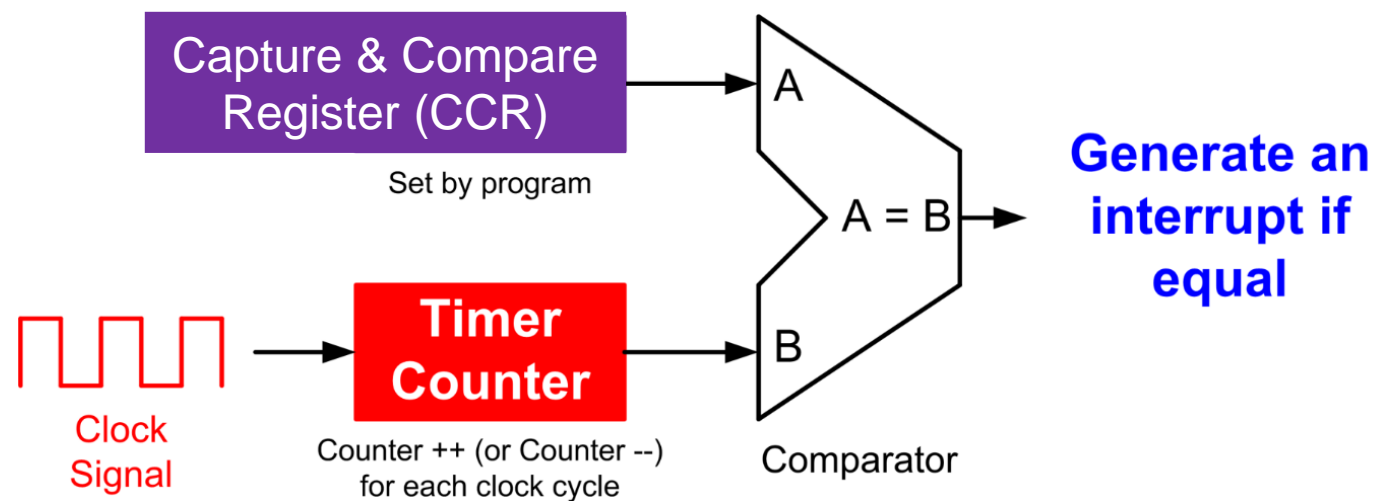 Capture & Compare
Register (CCR)
Set by program
A
A = B
B
Generate an
interrupt if
equal
Timer
Counter
Clock
Signal
Counter ++ (or Counter --)
for each clock cycle
Comparator